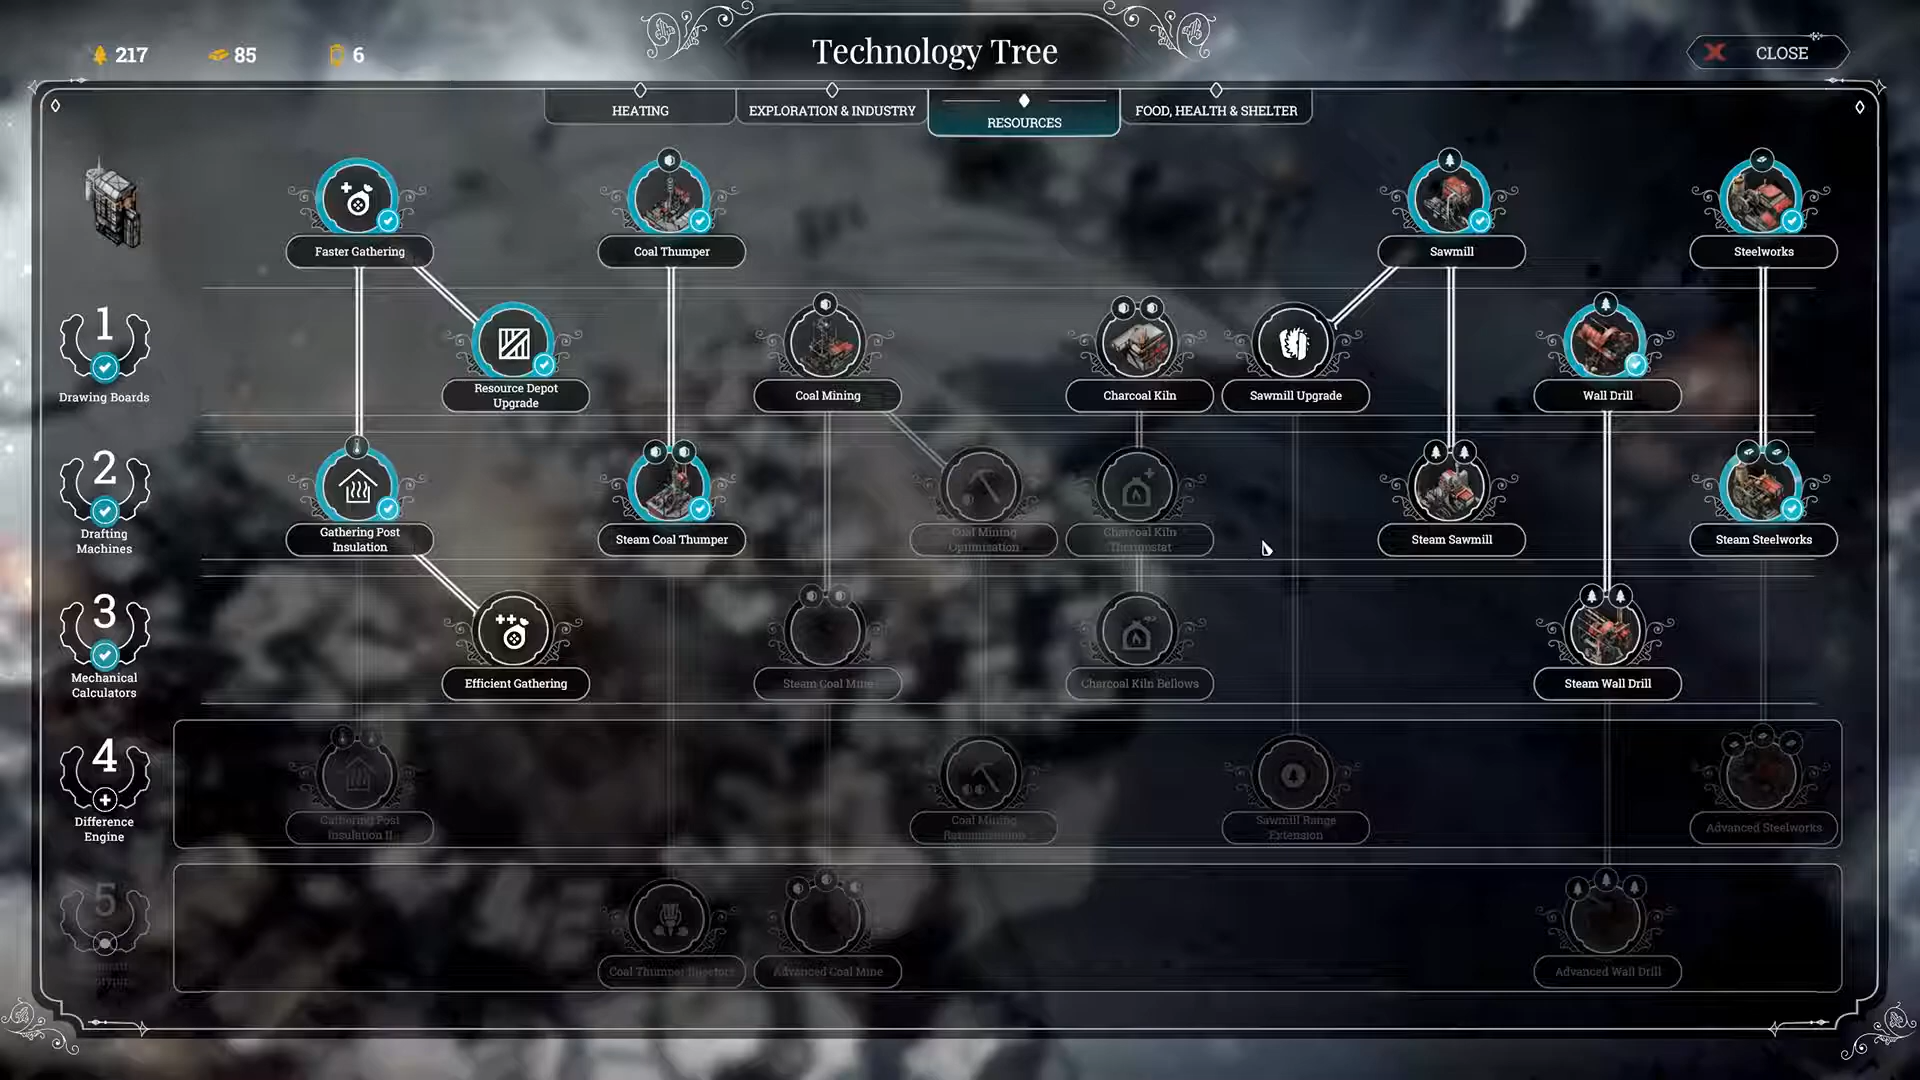 217
85
6
Technology Tree
CLOSE
HEATING
EXPLORATION & INDUSTRY
RESOURCES
FOOD, HEALTH & SHELTER
Faster Gathering
Coal Thumper
Sawmill
Steelworks
1
Drawing Boards
Resource Depot
Upgrade
Coal Mining
Charcoal Kiln
Sawmill Upgrade
Wall Drill
2
Drafting
Machines
Gathering Post
Insulation
Steam Coal Thumper
Coal Mining
Optimisation
Charcoal Kiln
Thermostat
Steam Sawmill
Steam Steelworks
3
Mechanical
Calculators
Efficient Gathering
Steam Coal Mine
Charcoal Kiln Bellows
Steam Wall Drill
4
Difference
Engine
Gathering Post
Insulation II
Coal Mining
Sawmill Range
Extension
Advanced Steelworks
5
Coal Thumper Injectors
Advanced Coal Mine
Advanced Wall Drill